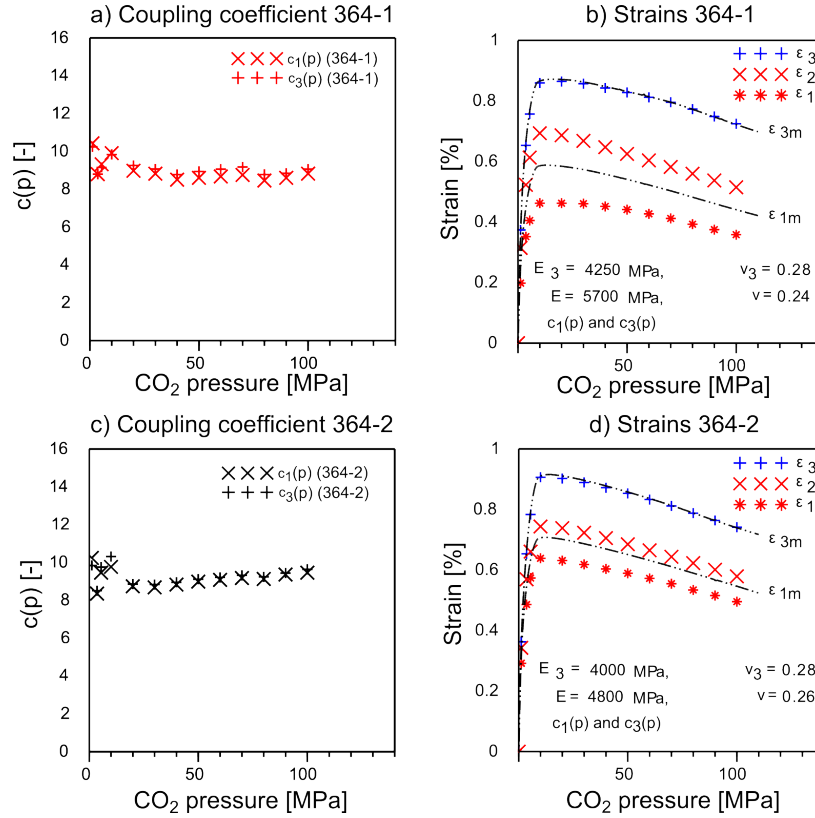 a) Coupling coefficient 364-1
16
14
12
10
8
6
4
2
0
c(p) [-]
c1(p) (364-1)
c3(p) (364-1)
0
50
100
CO2 pressure [MPa]
b) Strains 364-1
1
0.8
0.6
0.4
0.2
0
Strain [%]
ε 3
ε 2
ε 1
ε 3m
ε 1m
E 3 = 4250 MPa, ν3 = 0.28
E = 5700 MPa, ν = 0.24
c1(p) and c3(p)
50
100
CO2 pressure [MPa]
c) Coupling coefficient 364-2
16
14
12
10
8
6
4
2
0
c(p) [-]
c1(p) (364-2)
c3(p) (364-2)
0
50
100
CO2 pressure [MPa]
d) Strains 364-2
1
0.8
0.6
0.4
0.2
0
Strain [%]
ε 3
ε 2
ε 1
ε 3m
ε 1m
E 3 = 4000 MPa, ν3 = 0.28
E = 4800 MPa, ν = 0.26
c1(p) and c3(p)
50
100
CO2 pressure [MPa]